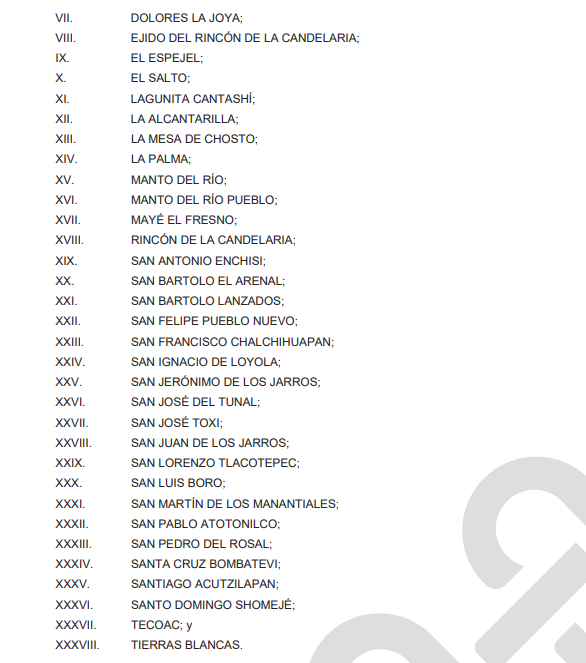 VII. DOLORES LA JOYA;
VIII. EJIDO DEL RINCÓN DE LA CANDELARIA;
IX. EL ESPEJEL;
X. EL SALTO;
XI. LAGUNITA CANTASHÍ;
XII. LA ALCANTARILLA;
XIII. LA MESA DE CHOSTO;
XIV. LA PALMA;
XV. MANTO DEL RÍO;
XVI. MANTO DEL RÍO PUEBLO;
XVII. MAYÉ EL FRESNO;
XVIII. RINCÓN DE LA CANDELARIA;
XIX. SAN ANTONIO ENCHISI;
XX. SAN BARTOLO EL ARENAL;
XXI. SAN BARTOLO LANZADOS;
XXII. SAN FELIPE PUEBLO NUEVO;
XXIII. SAN FRANCISCO CHALCHIHUAPAN;
XXIV. SAN IGNACIO DE LOYOLA;
XXV. SAN JERÓNIMO DE LOS JARROS;
XXVI. SAN JOSÉ DEL TUNAL;
XXVII. SAN JOSÉ TOXI;
XXVIII. SAN JUAN DE LOS JARROS;
XXIX. SAN LORENZO TLACOTEPEC;
XXX. SAN LUIS BORO;
XXXI. SAN MARTÍN DE LOS MANANTIALES;
XXXII. SAN PABLO ATOTONILCO;
XXXIII. SAN PEDRO DEL ROSAL;
XXXIV. SANTA CRUZ BOMBATEVI;
XXXV. SANTIAGO ACUTZILAPAN;
XXXVI. SANTO DOMINGO SHOMEJÉ;
XXXVII. TECOAC; y
XXXVIII. TIERRAS BLANCAS.